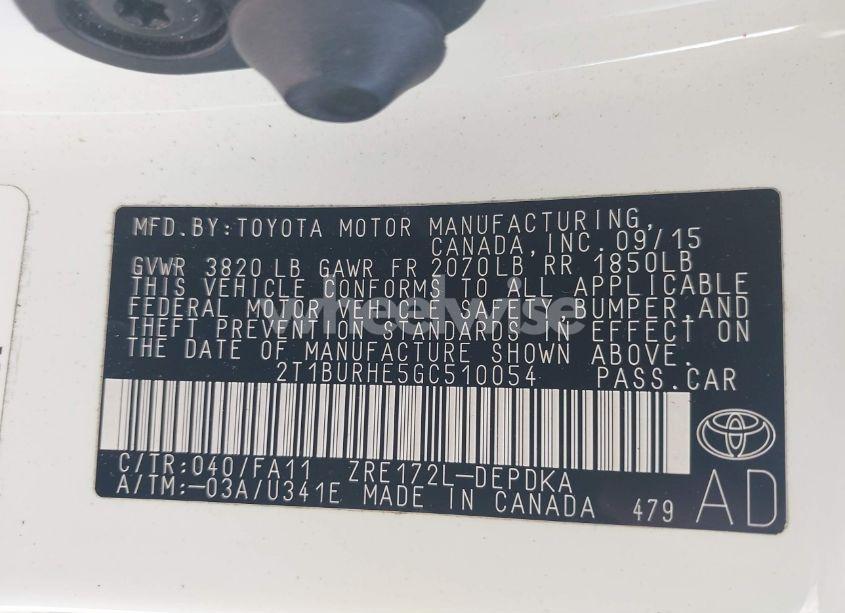 MFD.BY:TOYOTA MOTOR MANUFACTURING,
CANADA,INC. 09/15
GVWR 3820 LB GAWR FR 2070LB RR 1850LB
THIS VEHICLE CONFORMS TO ALL APPLICABLE
FEDERAL MOTOR VEHICLE SAFETY,BUMPER,AND
THEFT PREVENTION STANDARDS IN EFFECT ON
THE DATE OF MANUFACTURE SHOWN ABOVE.
2T1BURHE5GC510054 PASS.CAR
C/TR:040/FA11 ZRE172L-DEPDKA
A/TM:-03A/U341E MADE IN CANADA 479 AD
wheelwise